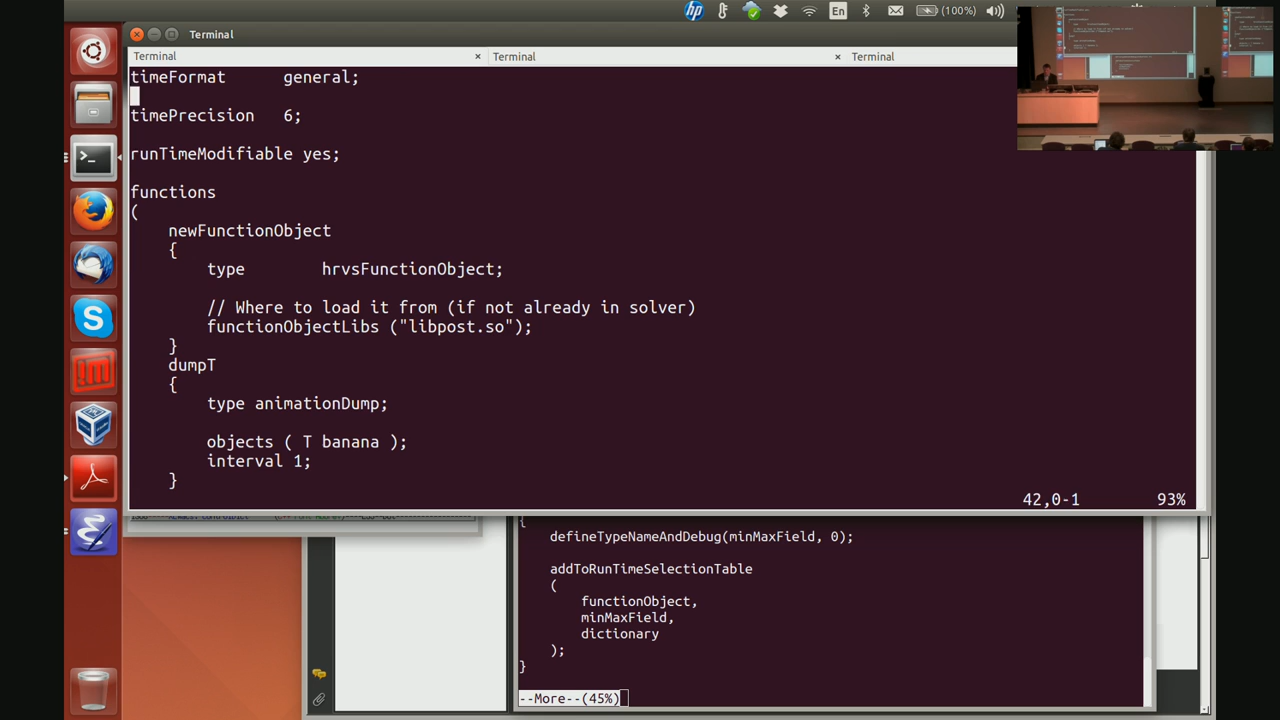 En
(100%)
Terminal
Terminal
Terminal
Terminal
timeFormat general;
timePrecision 6;
runTimeModifiable yes;
functions
(
newFunctionObject
{
type hrvsFunctionObject;
// Where to load it from (if not already in solver)
functionObjectLibs ("libpost.so");
}
dumpT
{
type animationDump;
objects ( T banana );
interval 1;
}
42,0-1 93%
{
defineTypeNameAndDebug(minMaxField, 0);
addToRunTimeSelectionTable
(
functionObject,
minMaxField,
dictionary
);
}
--More--(45%)